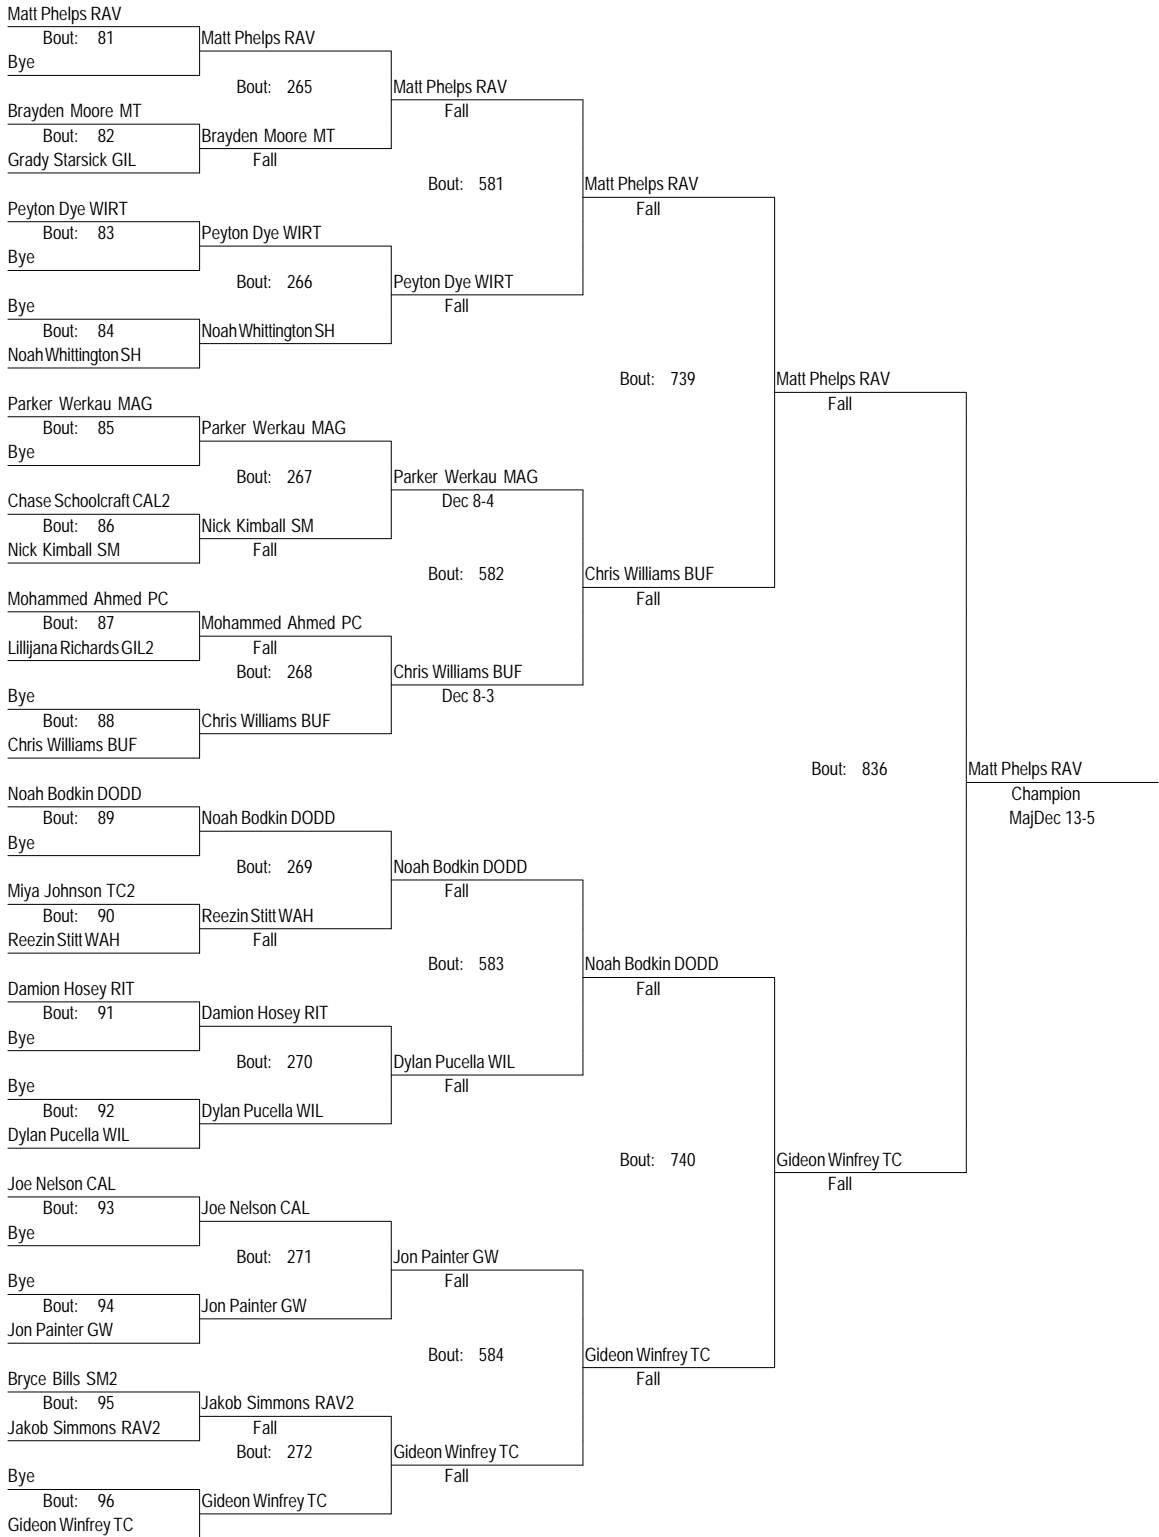 Matt Phelps RAV
Bout: 81
Matt Phelps RAV
Bye
Bout: 265
Matt Phelps RAV
Brayden Moore MT
Fall
Bout: 82
Brayden Moore MT
Grady Starsick GIL
Fall
Bout: 581
Matt Phelps RAV
Peyton Dye WIRT
Fall
Bout: 83
Peyton Dye WIRT
Bye
Bout: 266
Peyton Dye WIRT
Bye
Fall
Bout: 84
Noah Whittington SH
Noah Whittington SH
Bout: 739
Matt Phelps RAV
Parker Werkau MAG
Fall
Bout: 85
Parker Werkau MAG
Bye
Bout: 267
Parker Werkau MAG
Chase Schoolcraft CAL2
Dec 8-4
Bout: 86
Nick Kimball SM
Nick Kimball SM
Fall
Bout: 582
Chris Williams BUF
Mohammed Ahmed PC
Fall
Bout: 87
Mohammed Ahmed PC
Lillijana Richards GIL2
Fall
Bout: 268
Chris Williams BUF
Bye
Dec 8-3
Bout: 88
Chris Williams BUF
Chris Williams BUF
Bout: 836
Matt Phelps RAV
Noah Bodkin DODD
Champion
Bout: 89
Noah Bodkin DODD
MajDec 13-5
Bye
Bout: 269
Noah Bodkin DODD
Miya Johnson TC2
Fall
Bout: 90
Reezin Stitt WAH
Reezin Stitt WAH
Fall
Bout: 583
Noah Bodkin DODD
Damion Hosey RIT
Fall
Bout: 91
Damion Hosey RIT
Bye
Bout: 270
Dylan Pucella WIL
Bye
Fall
Bout: 92
Dylan Pucella WIL
Dylan Pucella WIL
Bout: 740
Gideon Winfrey TC
Joe Nelson CAL
Fall
Bout: 93
Joe Nelson CAL
Bye
Bout: 271
Jon Painter GW
Bye
Fall
Bout: 94
Jon Painter GW
Jon Painter GW
Bout: 584
Gideon Winfrey TC
Bryce Bills SM2
Fall
Bout: 95
Jakob Simmons RAV2
Jakob Simmons RAV2
Fall
Bout: 272
Gideon Winfrey TC
Bye
Fall
Bout: 96
Gideon Winfrey TC
Gideon Winfrey TC